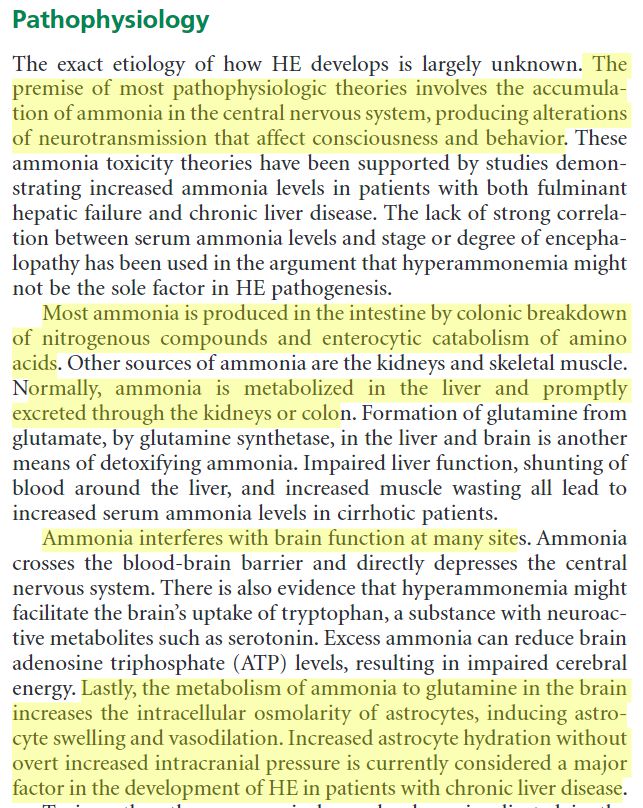 Pathophysiology
The exact etiology of how HE develops is largely unknown. The
premise of most pathophysiologic theories involves the accumula-
tion of ammonia in the central nervous system, producing alterations
of neurotransmission that affect consciousness and behavior. These
ammonia toxicity theories have been supported by studies demon-
strating increased ammonia levels in patients with both fulminant
hepatic failure and chronic liver disease. The lack of strong correla-
tion between serum ammonia levels and stage or degree of encepha-
lopathy has been used in the argument that hyperammonemia might
not be the sole factor in HE pathogenesis.
Most ammonia is produced in the intestine by colonic breakdown
of nitrogenous compounds and enterocytic catabolism of amino
acids. Other sources of ammonia are the kidneys and skeletal muscle.
Normally, ammonia is metabolized in the liver and promptly
excreted through the kidneys or colon. Formation of glutamine from
glutamate, by glutamine synthetase, in the liver and brain is another
means of detoxifying ammonia. Impaired liver function, shunting of
blood around the liver, and increased muscle wasting all lead to
increased serum ammonia levels in cirrhotic patients.
Ammonia interferes with brain function at many sites. Ammonia
crosses the blood-brain barrier and directly depresses the central
nervous system. There is also evidence that hyperammonemia might
facilitate the brain's uptake of tryptophan, a substance with neuroac-
tive metabolites such as serotonin. Excess ammonia can reduce brain
adenosine triphosphate (ATP) levels, resulting in impaired cerebral
energy. Lastly, the metabolism of ammonia to glutamine in the brain
increases the intracellular osmolarity of astrocytes, inducing astro-
cyte swelling and vasodilation. Increased astrocyte hydration without
overt increased intracranial pressure is currently considered a major
factor in the development of HE in patients with chronic liver disease.